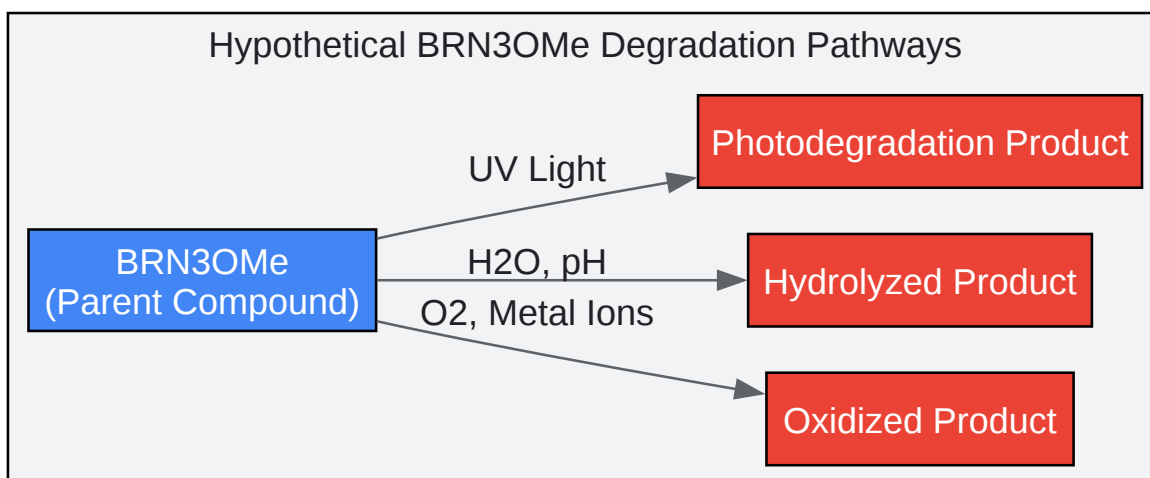 Hypothetical BRN3OMe Degradation Pathways
Photodegradation Product
UV Light
BRN3OMe
(Parent Compound)
H2O, pH
Hydrolyzed Product
O2, Metal Ions
Oxidized Product